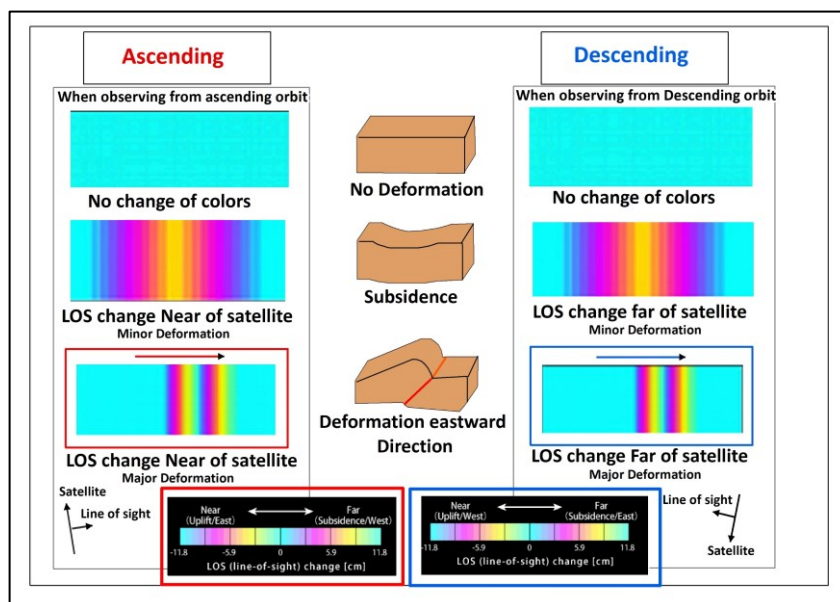 Ascending
When observing from ascending orbit
No change of colors
LOS change Near of satellite
Minor Deformation
LOS change Near of satellite
Major Deformation
Satellite
Line of sight
Near
(Uplift/East)
Far
(Subsidence/West)
-11.8 -5.9 0 5.9 11.8
LOS (line-of-sight) change [cm]
No Deformation
Subsidence
Deformation eastward
Direction
Descending
When observing from Descending orbit
No change of colors
LOS change far of satellite
Minor Deformation
LOS change Far of satellite
Major Deformation
Near
(Uplift/West)
Far
(Subsidence/East)
-11.8 -5.9 0 5.9 11.8
LOS (line-of-sight) change [cm]
Line of sight
Satellite